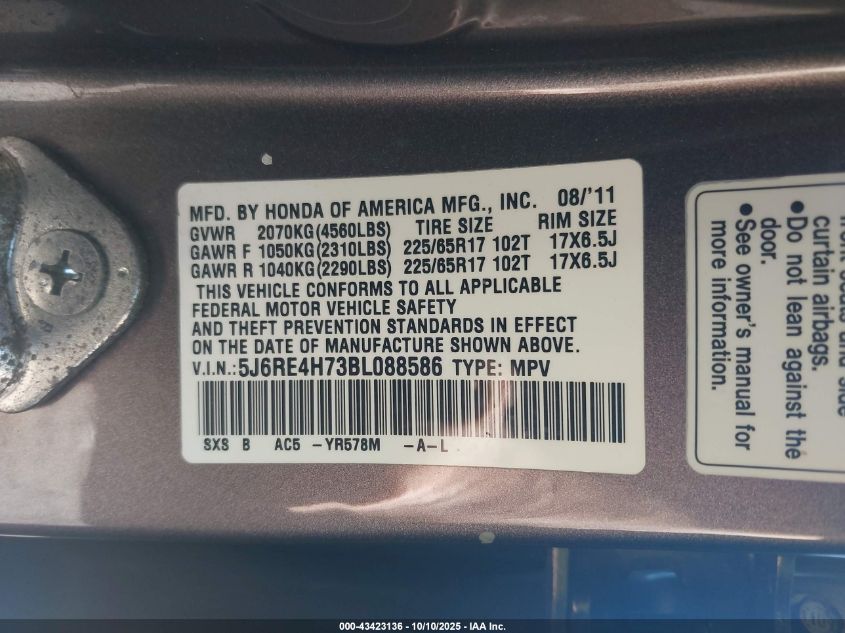 MFD. BY HONDA OF AMERICA MFG., INC. 08/'11
GVWR 2070KG(4560LBS) TIRE SIZE RIM SIZE
GAWR F 1050KG(2310LBS) 225/65R17 102T 17X6.5J
GAWR R 1040KG(2290LBS) 225/65R17 102T 17X6.5J
THIS VEHICLE CONFORMS TO ALL APPLICABLE
FEDERAL MOTOR VEHICLE SAFETY
AND THEFT PREVENTION STANDARDS IN EFFECT
ON THE DATE OF MANUFACTURE SHOWN ABOVE.
V.I.N.:5J6RE4H73BL088586 TYPE: MPV
SXS B AC5 -YR578M -A-L
curtain airbags.
•Do not lean against the
door.
•See owner's manual for
more information.
000-43423136 - 10/10/2025 - IAA Inc.